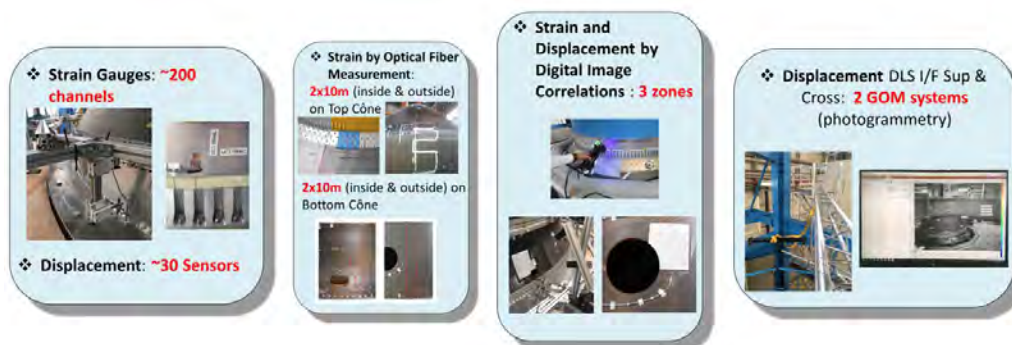 ❖ Strain Gauges: ~200
channels
❖ Displacement: ~30 Sensors
❖ Strain by Optical Fiber
Measurement:
2x10m (inside & outside)
on Top Cône
2x10m (inside & outside) on
Bottom Cône
❖ Strain and
Displacement by
Digital Image
Correlations : 3 zones
❖ Displacement DLS I/F Sup &
Cross: 2 GOM systems
(photogrammetry)